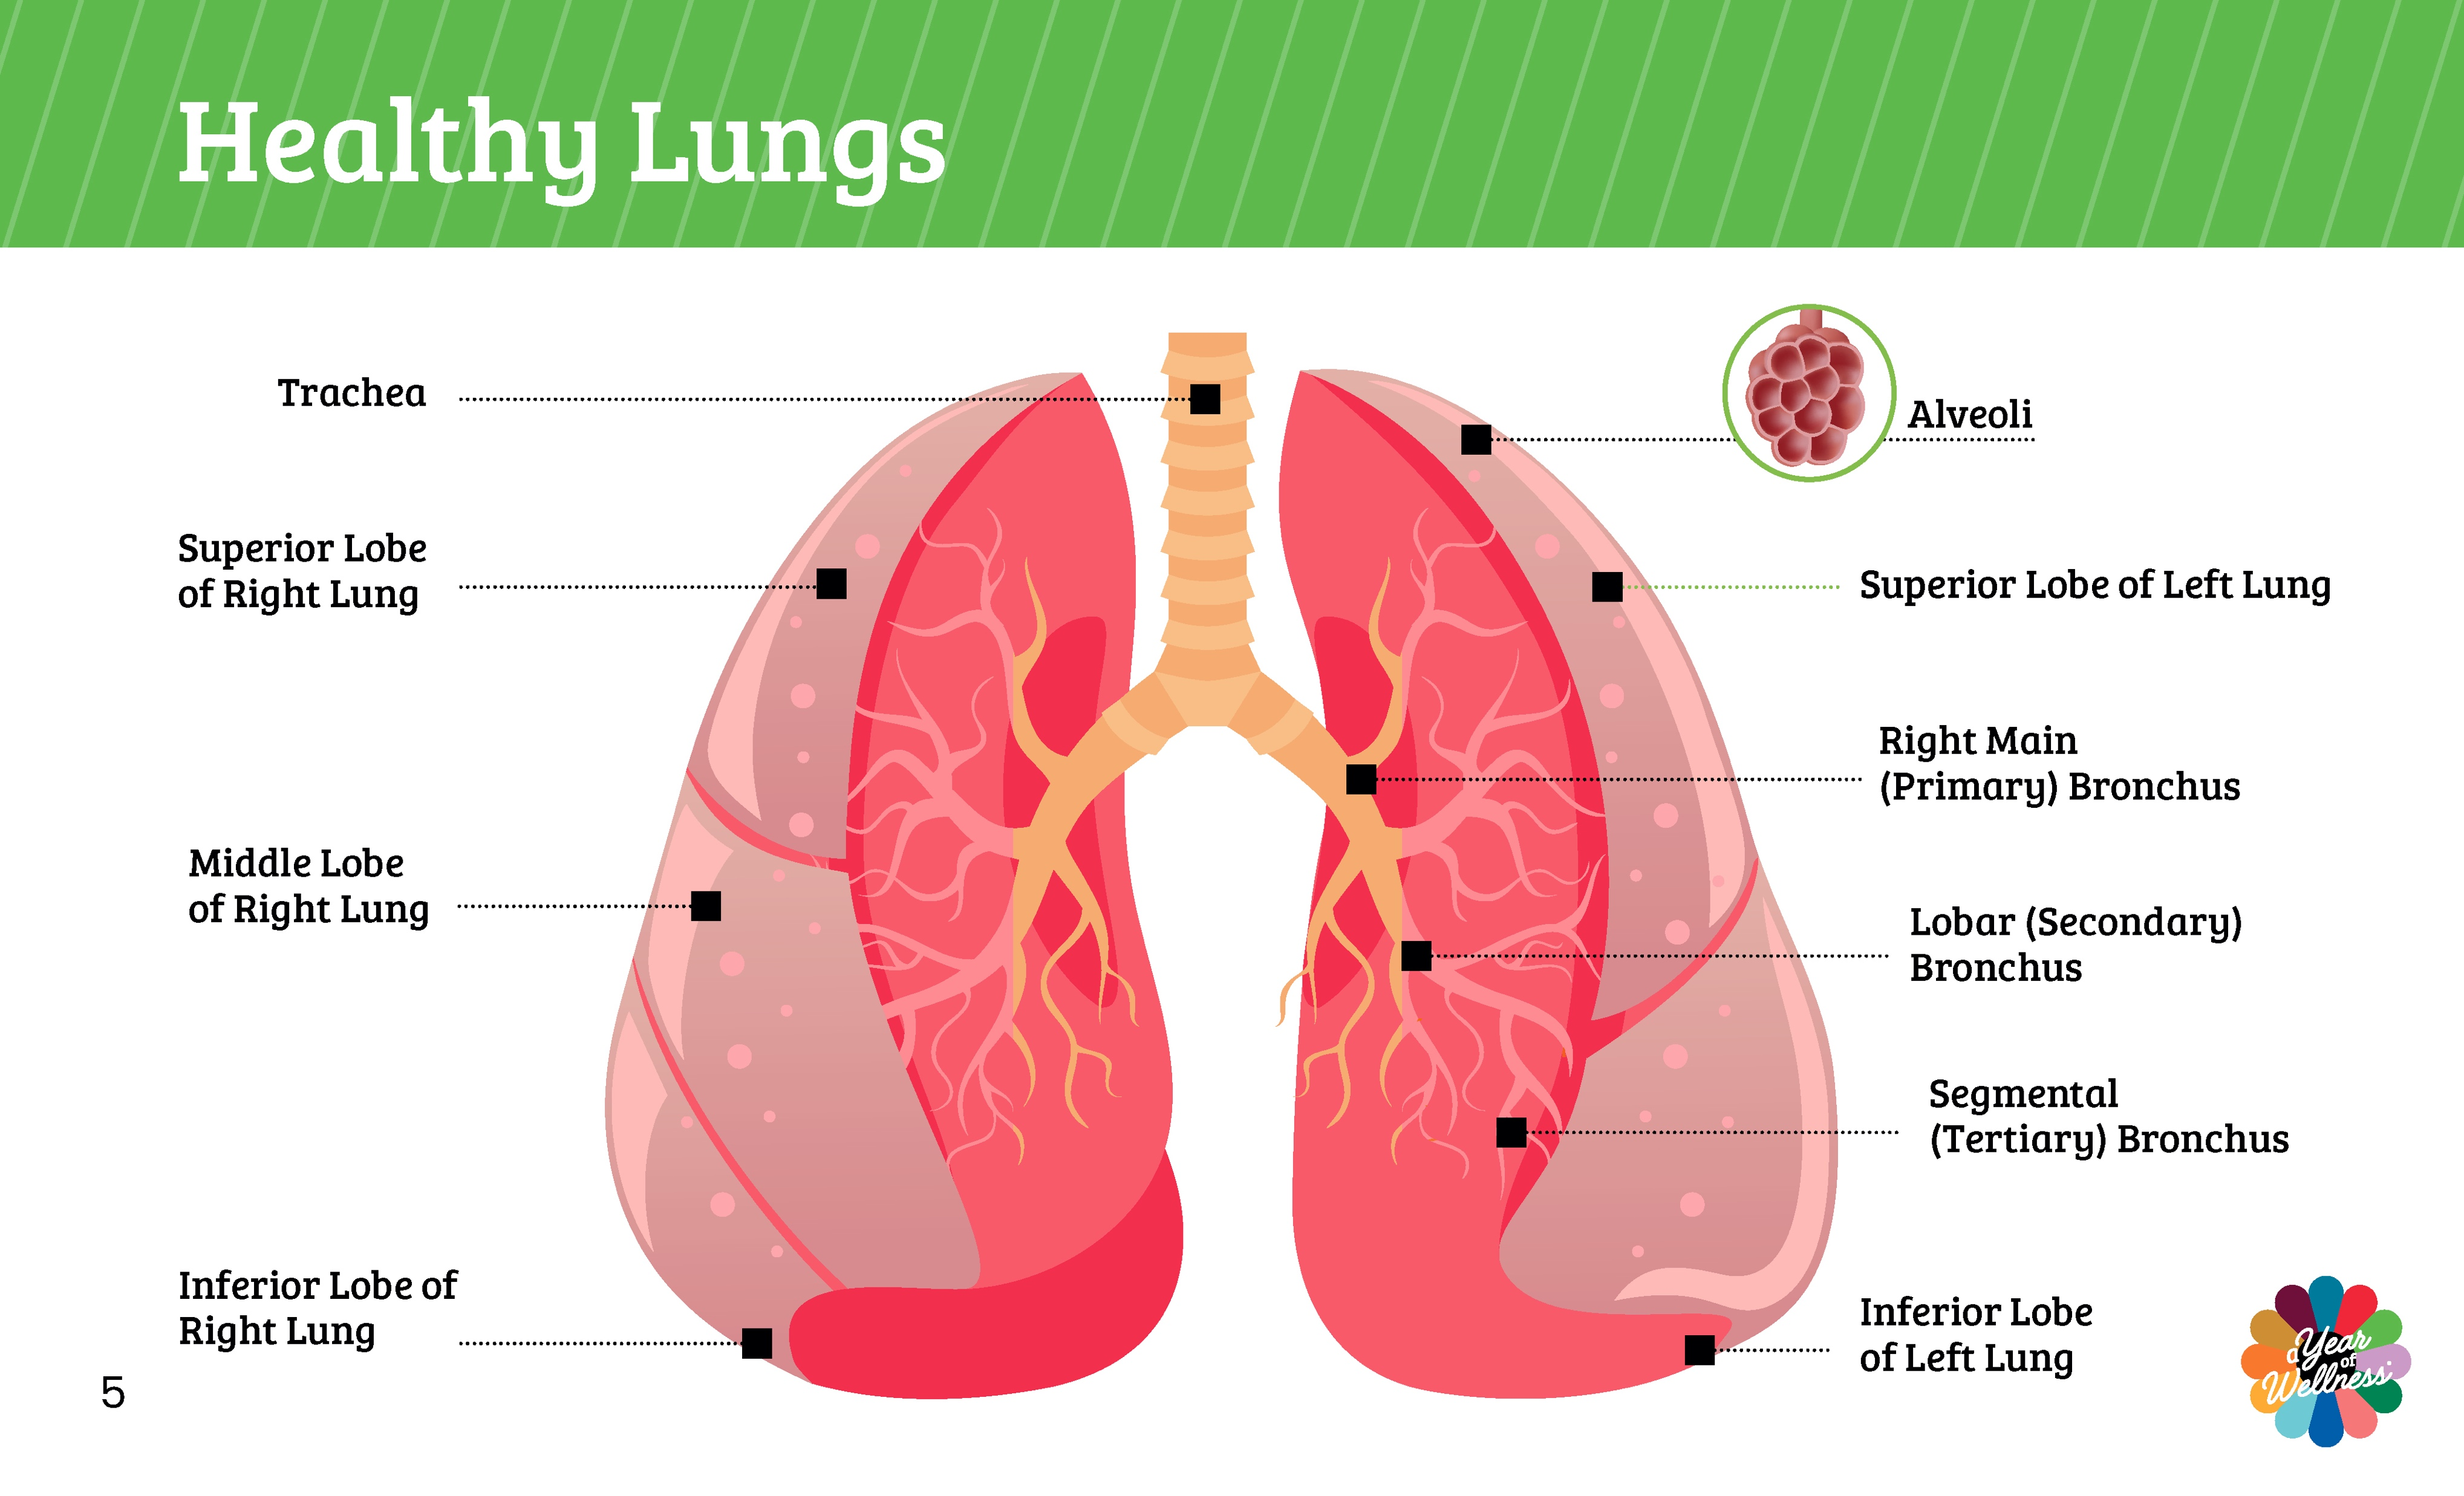 Healthy Lungs
Trachea
Superior Lobe
of Right Lung
Middle Lobe
of Right Lung
Inferior Lobe of
Right Lung
Alveoli
Superior Lobe of Left Lung
Right Main
(Primary) Bronchus
Lobar (Secondary)
Bronchus
Segmental
(Tertiary) Bronchus
Inferior Lobe
of Left Lung
5
a Year
of
Wellness